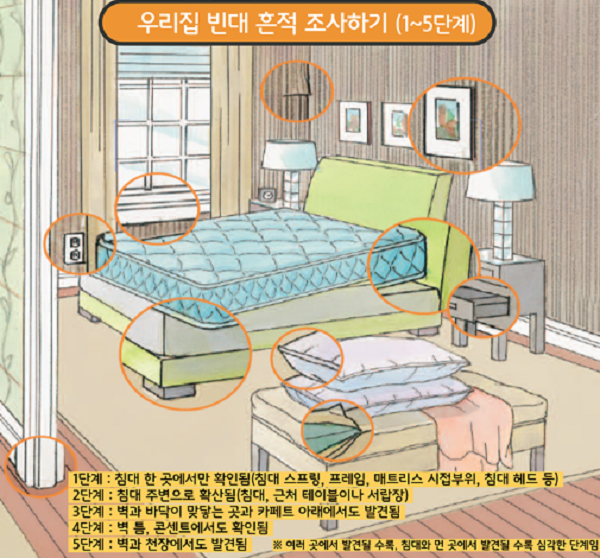 우리집 빈대 흔적 조사하기 (1~5단계)
1단계 : 침대 한 곳에서만 확인됨(침대 스프링, 프레임, 매트리스 시접부위, 침대 헤드 등)
2단계 : 침대 주변으로 확산됨(침대, 근처 테이블이나 서랍장)
3단계 : 벽과 바닥이 맞닿는 곳과 카페트 아래에서도 발견됨
4단계 : 벽 틈, 콘센트에서도 확인됨
5단계 : 벽과 천장에서도 발견됨 ※ 여러 곳에서 발견될 수록, 침대와 먼 곳에서 발견될 수록 심각한 단계임